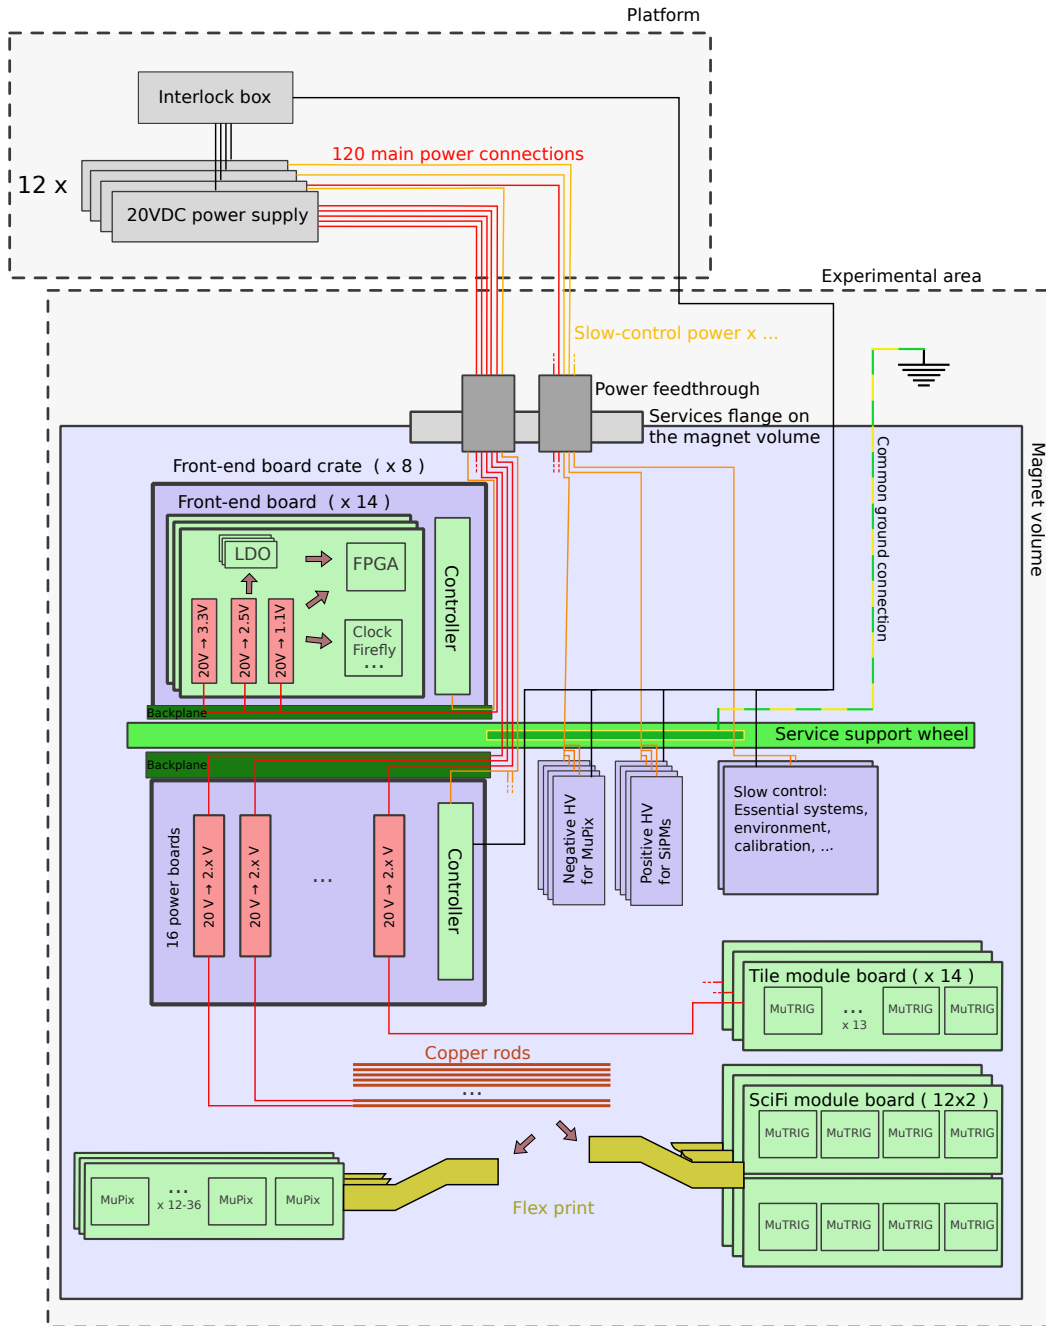 Platform
Interlock box
120 main power connections
12 x
20VDC power supply
Experimental area
Slow-control power x ...
Power feedthrough
Services flange on
the magnet volume
Magnet volume
Common ground connection
Front-end board crate ( x 8 )
Front-end board ( x 14 )
LDO
FPGA
Clock
Firefly
...
20V → 3.3V
20V → 2.5V
20V → 1.1V
Controller
Backplane
Service support wheel
Backplane
16 power boards
20 V → 2.x V
20 V → 2.x V
...
20 V → 2.x V
Controller
Negative HV
for MuPix
Positive HV
for SiPMs
Slow control:
Essential systems,
environment,
calibration, ...
Tile module board ( x 14 )
MuTRIG
...
x 13
MuTRIG
MuTRIG
Copper rods
...
SciFi module board ( 12x2 )
MuTRIG
MuTRIG
MuTRIG
MuTRIG
MuPix
...
x 12-36
MuPix
MuPix
Flex print
MuTRIG
MuTRIG
MuTRIG
MuTRIG